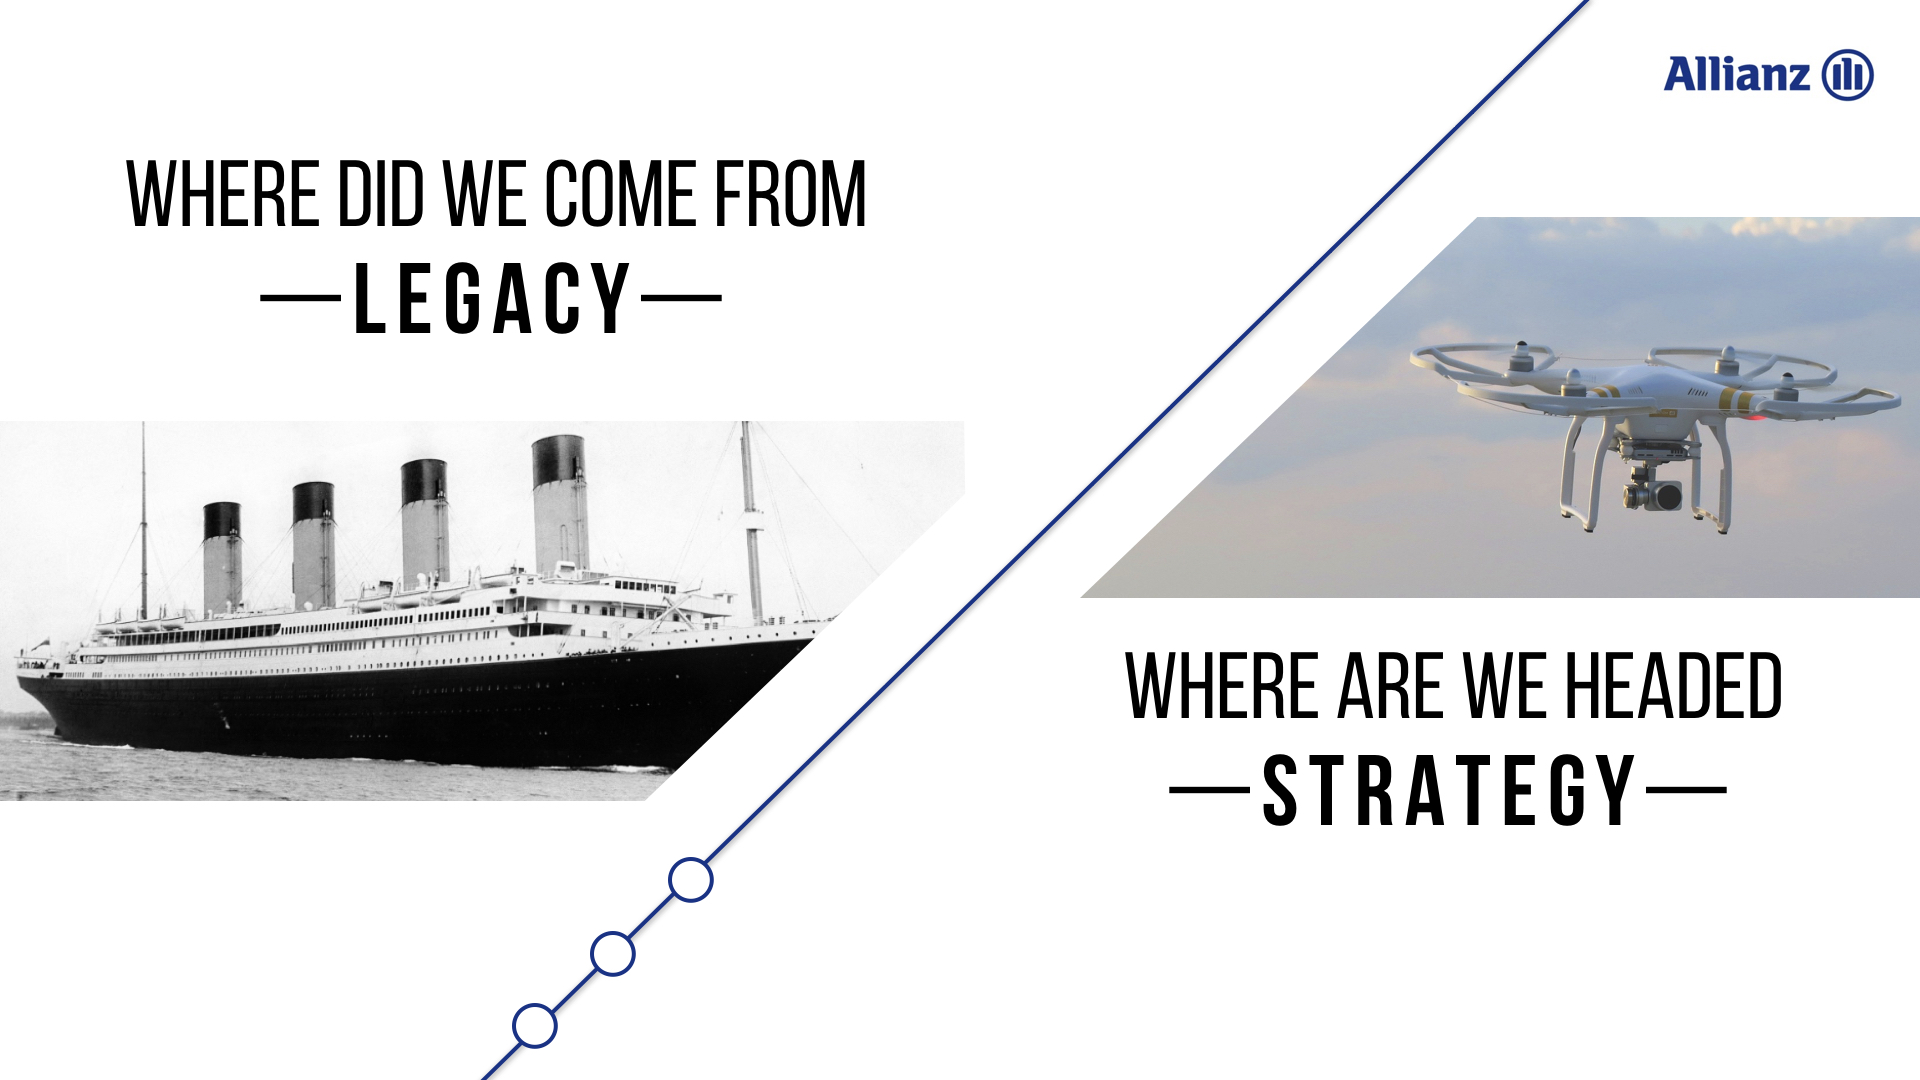 Allianz
WHERE DID WE COME FROM
LEGACY
WHERE ARE WE HEADED
STRATEGY